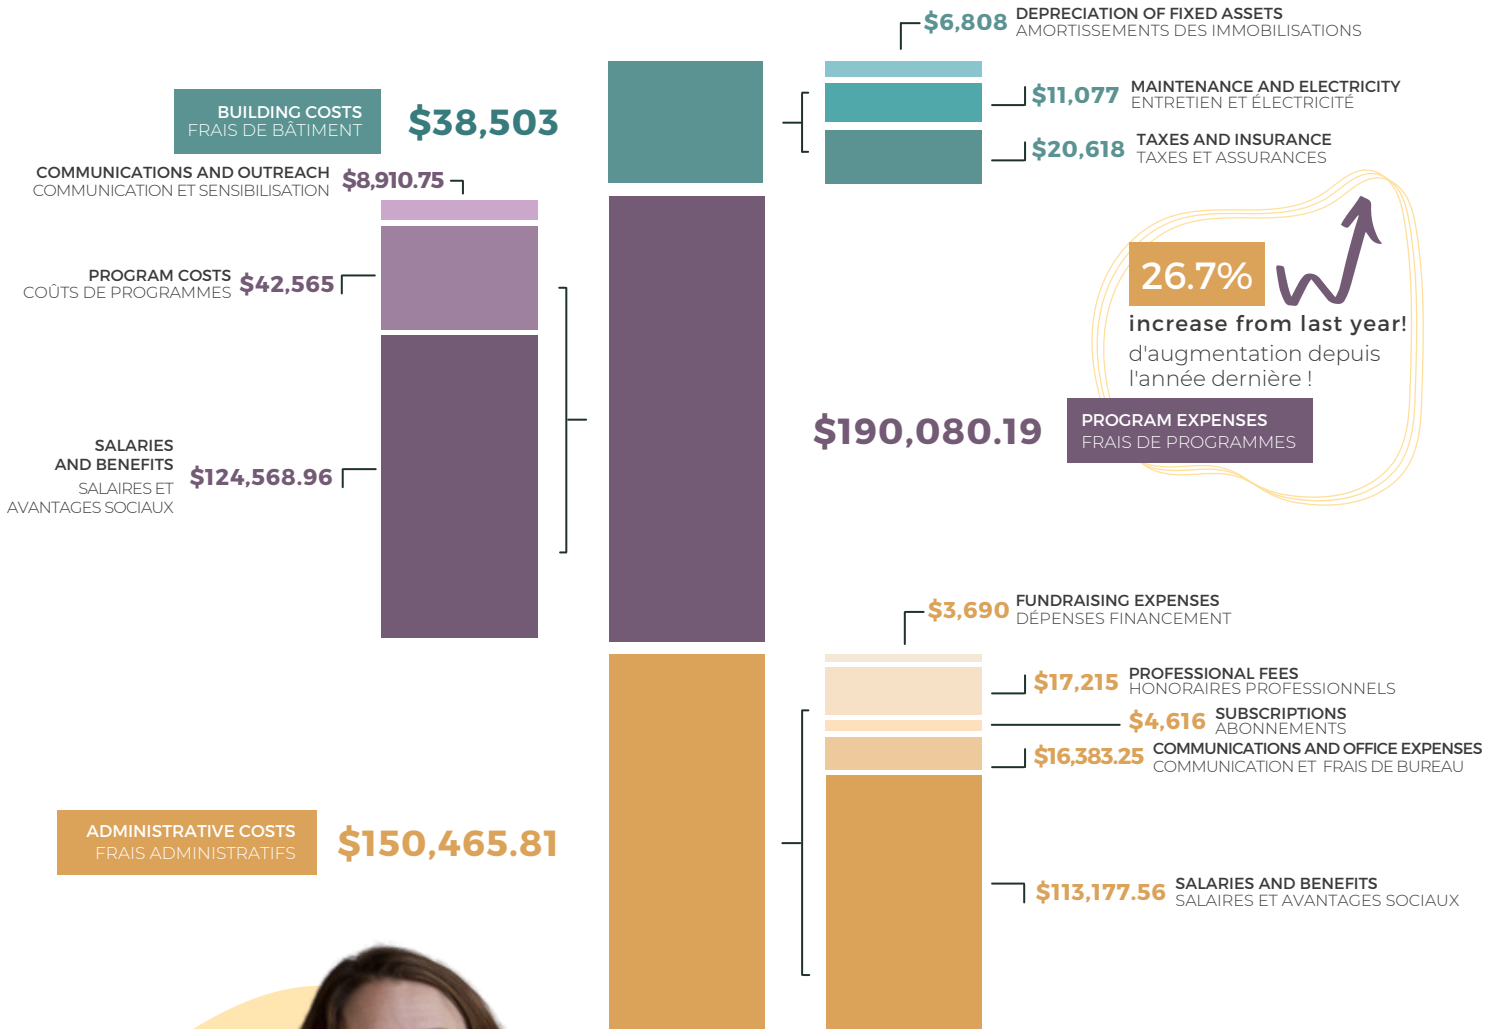 $6,808
DEPRECIATION OF FIXED ASSETS
AMORTISSEMENTS DES IMMOBILISATIONS
BUILDING COSTS
FRAIS DE BÂTIMENT
$38,503
$11,077
MAINTENANCE AND ELECTRICITY
ENTRETIEN ET ÉLECTRICITÉ
$20,618
TAXES AND INSURANCE
TAXES ET ASSURANCES
COMMUNICATIONS AND OUTREACH
COMMUNICATION ET SENSIBILISATION
$8,910.75
PROGRAM COSTS
COÛTS DE PROGRAMMES
$42,565
SALARIES
AND BENEFITS
SALAIRES ET
AVANTAGES SOCIAUX
$124,568.96
26.7%
increase from last year!
d'augmentation depuis
l'année dernière !
$190,080.19
PROGRAM EXPENSES
FRAIS DE PROGRAMMES
$3,690
FUNDRAISING EXPENSES
DÉPENSES FINANCEMENT
$17,215
PROFESSIONAL FEES
HONORAIRES PROFESSIONNELS
$4,616
SUBSCRIPTIONS
ABONNEMENTS
$16,383.25
COMMUNICATIONS AND OFFICE EXPENSES
COMMUNICATION ET FRAIS DE BUREAU
ADMINISTRATIVE COSTS
FRAIS ADMINISTRATIFS
$150,465.81
$113,177.56
SALARIES AND BENEFITS
SALAIRES ET AVANTAGES SOCIAUX